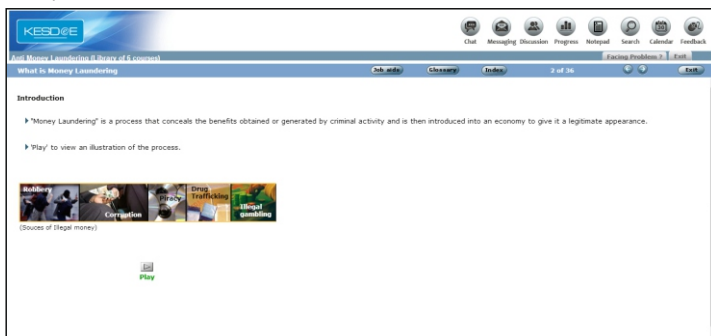 KESDEE
Chat Messaging Discussion Progress Notepad Search Calendar Feedback
Anti Money Laundering (Library of 6 courses)
Facing Problem ? Exit
What is Money Laundering
Job aids Glossary Index 2 of 36 Exit
Introduction
"Money Laundering" is a process that conceals the benefits obtained or generated by criminal activity and is then introduced into an economy to give it a legitimate appearance.
'Play' to view an illustration of the process.
Robbery
Corruption
Piracy
Drug
Trafficking
Illegal
gambling
(Souces of Illegal money)
Play